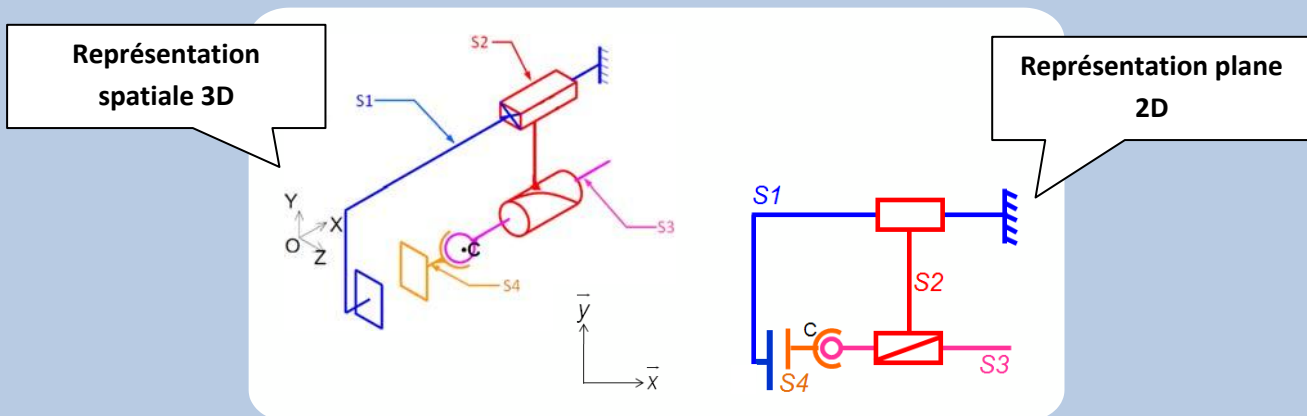 Représentation
spatiale 3D
S2
S1
Y
X
O
Z
C
S3
S4
y
x
Représentation plane
2D
S1
S2
C
S3
S4